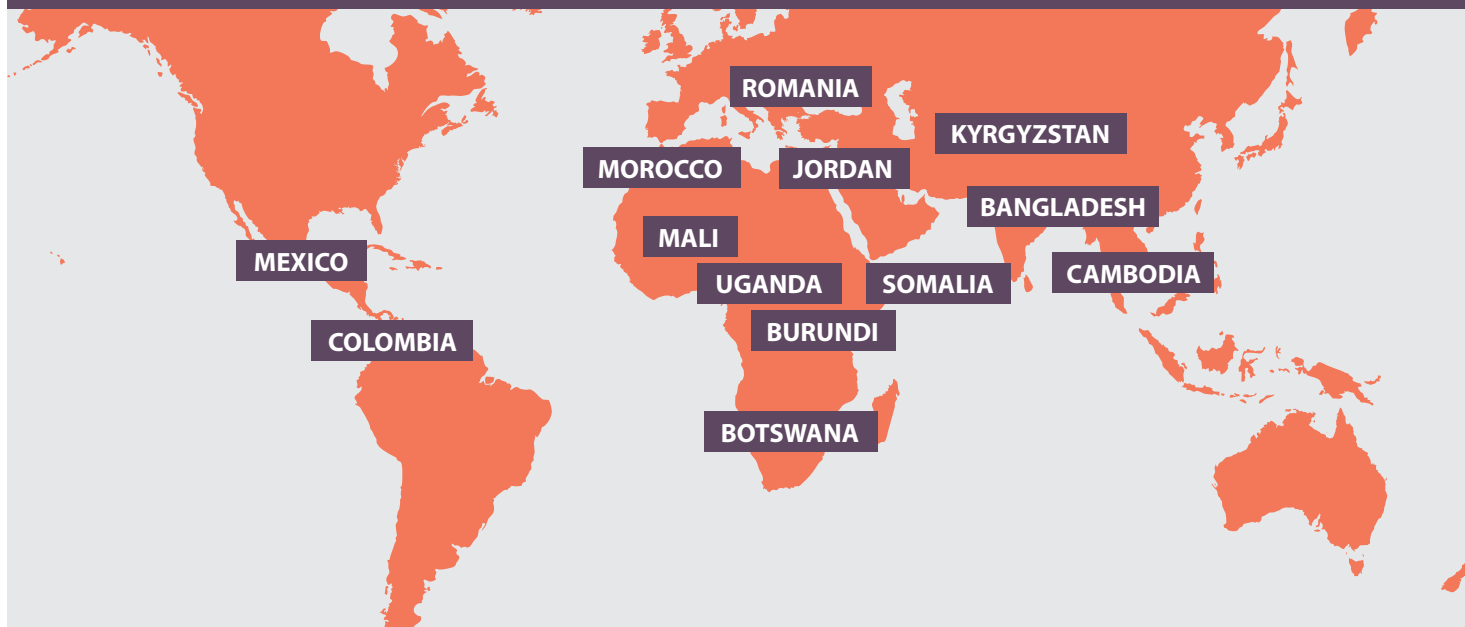 ROMANIA
KYRGYZSTAN
MOROCCO
JORDAN
BANGLADESH
MALI
MEXICO
CAMBODIA
UGANDA
SOMALIA
BURUNDI
COLOMBIA
BOTSWANA